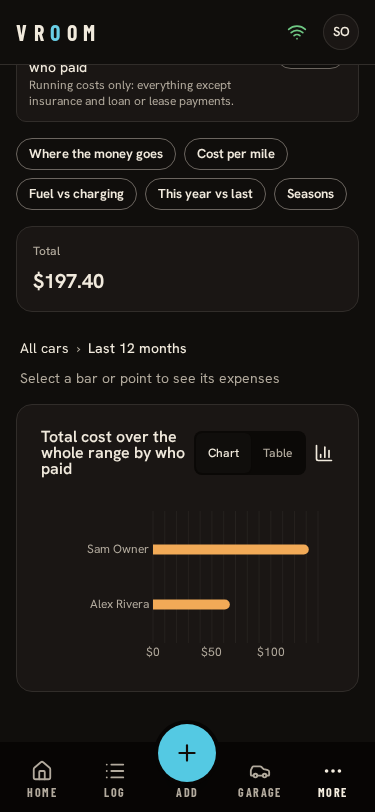 VROOM
SO
who paid
Running costs only: everything except
insurance and loan or lease payments.
Where the money goes
Cost per mile
Fuel vs charging
This year vs last
Seasons
Total
$197.40
All cars › Last 12 months
Select a bar or point to see its expenses
Total cost over the
whole range by who
paid
Chart
Table
Sam Owner
Alex Rivera
$0
$50
$100
HOME
LOG
ADD
GARAGE
MORE